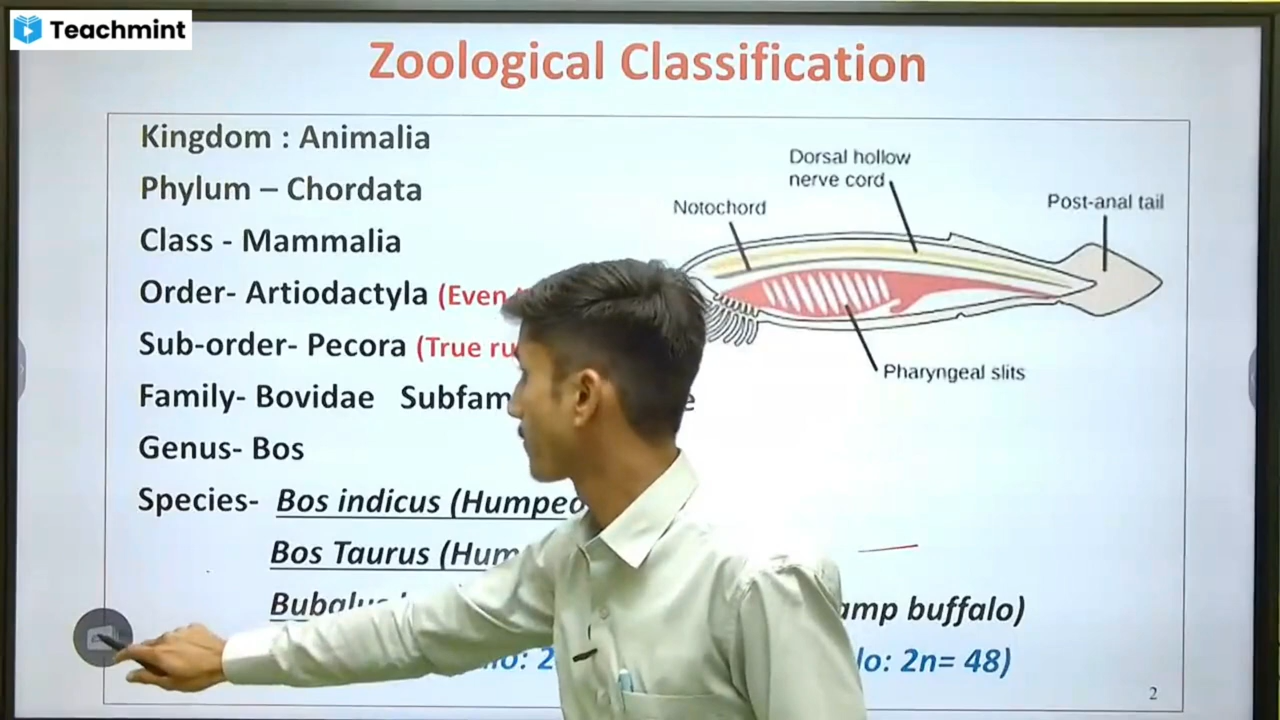 Teachmint
Zoological Classification
Kingdom : Animalia
Phylum – Chordata
Class - Mammalia
Order- Artiodactyla (Even
Sub-order- Pecora (True
Family- Bovidae Subfam
Genus- Bos
Species- Bos indicus (Humped
Bos Taurus (Hum
Bubalus
amp buffalo)
lo: 2n= 48)
Dorsal hollow
nerve cord
Notochord
Post-anal tail
Pharyngeal slits
2